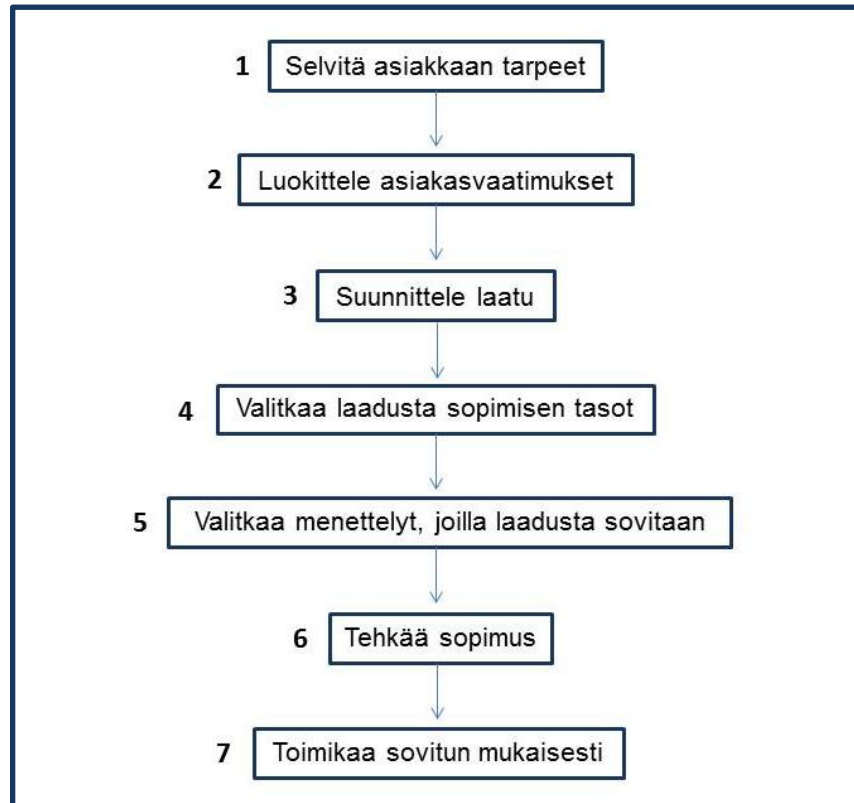 1 Selvitä asiakkaan tarpeet
2 Luokittele asiakasvaatimukset
3 Suunnittele laatu
4 Valitkaa laadusta sopimisen tasot
5 Valitkaa menettelyt, joilla laadusta sovitaan
6 Tehkää sopimus
7 Toimikaa sovitun mukaisesti